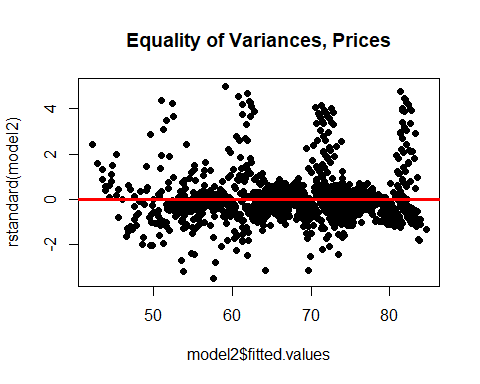 Equality of Variances, Prices
rstandard(model2)
4
2
0
-2
50
60
70
80
model2$fitted.values